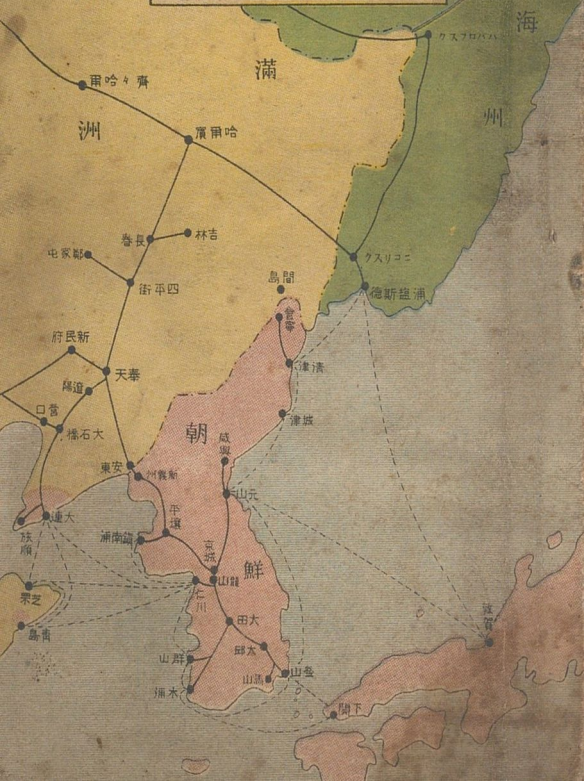 海
州
滿
洲
ハバロフスク
齊々哈爾
哈爾賓
吉林
長春
鄭家屯
四平街
ニコリスク
浦塩斯德
間島
會寧
新民府
奉天
遼陽
營口
大石橋
清津
城津
朝
鮮
咸興
安東
新義州
元山
平壤
鎮南浦
大連
旅順
京城
龍山
仁川
芝罘
青島
大田
太邱
群山
木浦
馬山
釜山
下關
敦賀